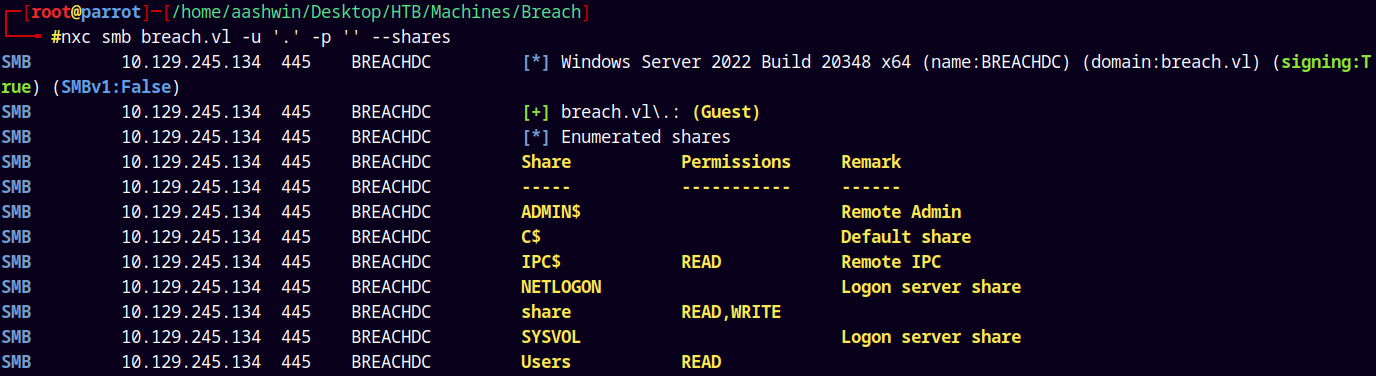 ┌─[root@parrot]─[/home/aashwin/Desktop/HTB/Machines/Breach]
└──╼ #nxc smb breach.vl -u '.' -p '' --shares
SMB         10.129.245.134  445    BREACHDC         [*] Windows Server 2022 Build 20348 x64 (name:BREACHDC) (domain:breach.vl) (signing:T
rue) (SMBv1:False)
SMB         10.129.245.134  445    BREACHDC         [+] breach.vl\.: (Guest)
SMB         10.129.245.134  445    BREACHDC         [*] Enumerated shares
SMB         10.129.245.134  445    BREACHDC         Share           Permissions     Remark
SMB         10.129.245.134  445    BREACHDC         -----           -----------     ------
SMB         10.129.245.134  445    BREACHDC         ADMIN$                          Remote Admin
SMB         10.129.245.134  445    BREACHDC         C$                              Default share
SMB         10.129.245.134  445    BREACHDC         IPC$            READ            Remote IPC
SMB         10.129.245.134  445    BREACHDC         NETLOGON                        Logon server share
SMB         10.129.245.134  445    BREACHDC         share           READ,WRITE
SMB         10.129.245.134  445    BREACHDC         SYSVOL                          Logon server share
SMB         10.129.245.134  445    BREACHDC         Users           READ